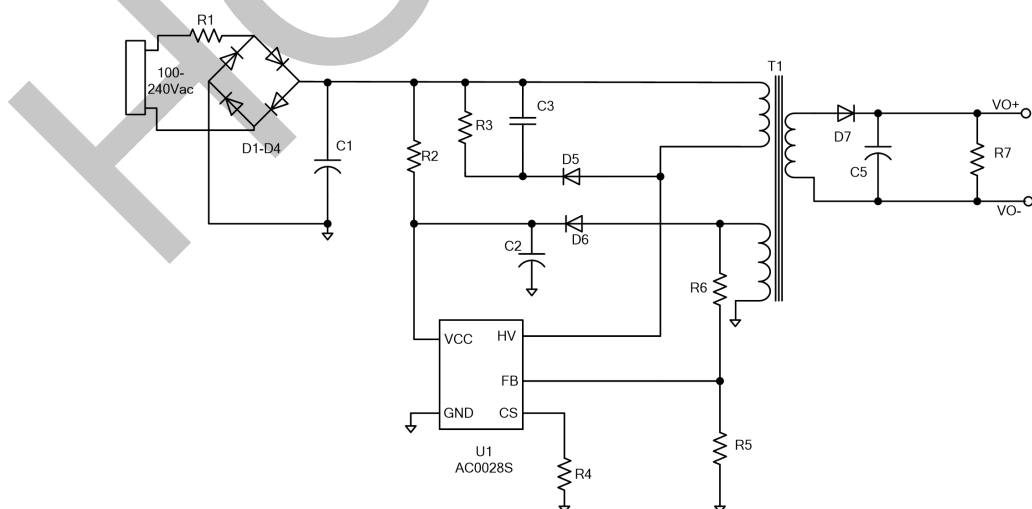 R1
T1
100-
240Vac
C3
VO+
R3
D7
D1-D4
C1
R2
D5
C5
R7
VO-
D6
C2
R6
VCC
HV
FB
GND
CS
R5
U1
AC0028S
R4